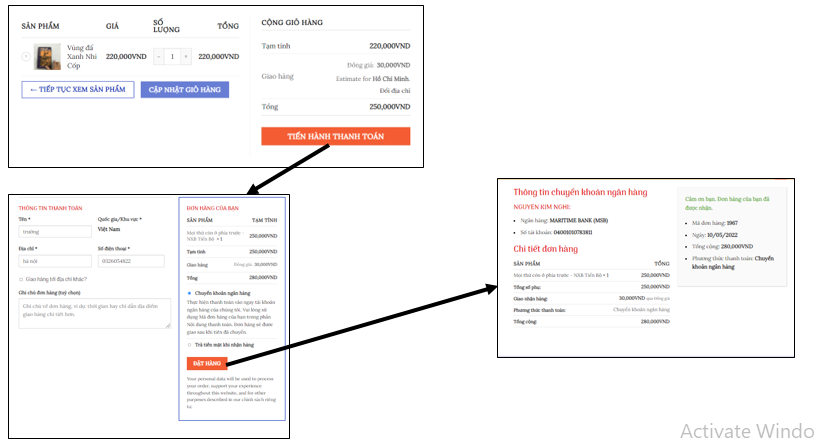 SẢN PHẨM GIÁ SỐ LƯỢNG TỔNG
Vùng đá Xanh Nhi Cốp 220,000VND - 1 + 220,000VND
← TIẾP TỤC XEM SẢN PHẨM CẬP NHẬT GIỎ HÀNG
CỘNG GIỎ HÀNG
Tạm tính 220,000VND
Giao hàng Đồng giá: 30,000VND
Estimate for Hồ Chí Minh.
Đổi địa chỉ
Tổng 250,000VND
TIẾN HÀNH THANH TOÁN
THÔNG TIN THANH TOÁN
Tên * Quốc gia/Khu vực *
trường Việt Nam
Địa chỉ * Số điện thoại *
hà nội 0326054822
Giao hàng tới địa chỉ khác?
Ghi chú đơn hàng (tuỳ chọn)
Ghi chú về đơn hàng, ví dụ: thời gian hay chỉ dẫn địa điểm
giao hàng chi tiết hơn.
ĐƠN HÀNG CỦA BẠN
SẢN PHẨM TẠM TÍNH
Mọi thứ còn ở phía trước -
NXB Tiến Bộ × 1 250,000VND
Tạm tính 250,000VND
Giao hàng Đồng giá: 30,000VND
Tổng 280,000VND
Chuyển khoản ngân hàng
Thực hiện thanh toán vào ngay tài khoản
ngân hàng của chúng tôi. Vui lòng sử
dụng Mã đơn hàng của bạn trong phần
Nội dung thanh toán. Đơn hàng sẽ được
giao sau khi tiền đã chuyển.
Trả tiền mặt khi nhận hàng
ĐẶT HÀNG
Your personal data will be used to process
your order, support your experience
throughout this website, and for other
purposes described in our chính sách riêng
tư.
Thông tin chuyển khoản ngân hàng
NGUYỄN KIM NGHI:
Ngân hàng: MARITIME BANK (MSB)
Số tài khoản: 04001010783811
Chi tiết đơn hàng
SẢN PHẨM TỔNG
Mọi thứ còn ở phía trước - NXB Tiến Bộ × 1 250,000VND
Tổng số phụ: 250,000VND
Giao nhận hàng: 30,000VND qua Đồng giá
Phương thức thanh toán: Chuyển khoản ngân hàng
Tổng cộng: 280,000VND
Cảm ơn bạn. Đơn hàng của bạn đã
được nhận.
Mã đơn hàng: 1967
Ngày: 10/05/2022
Tổng cộng: 280,000VND
Phương thức thanh toán: Chuyển
khoản ngân hàng
Activate Windo